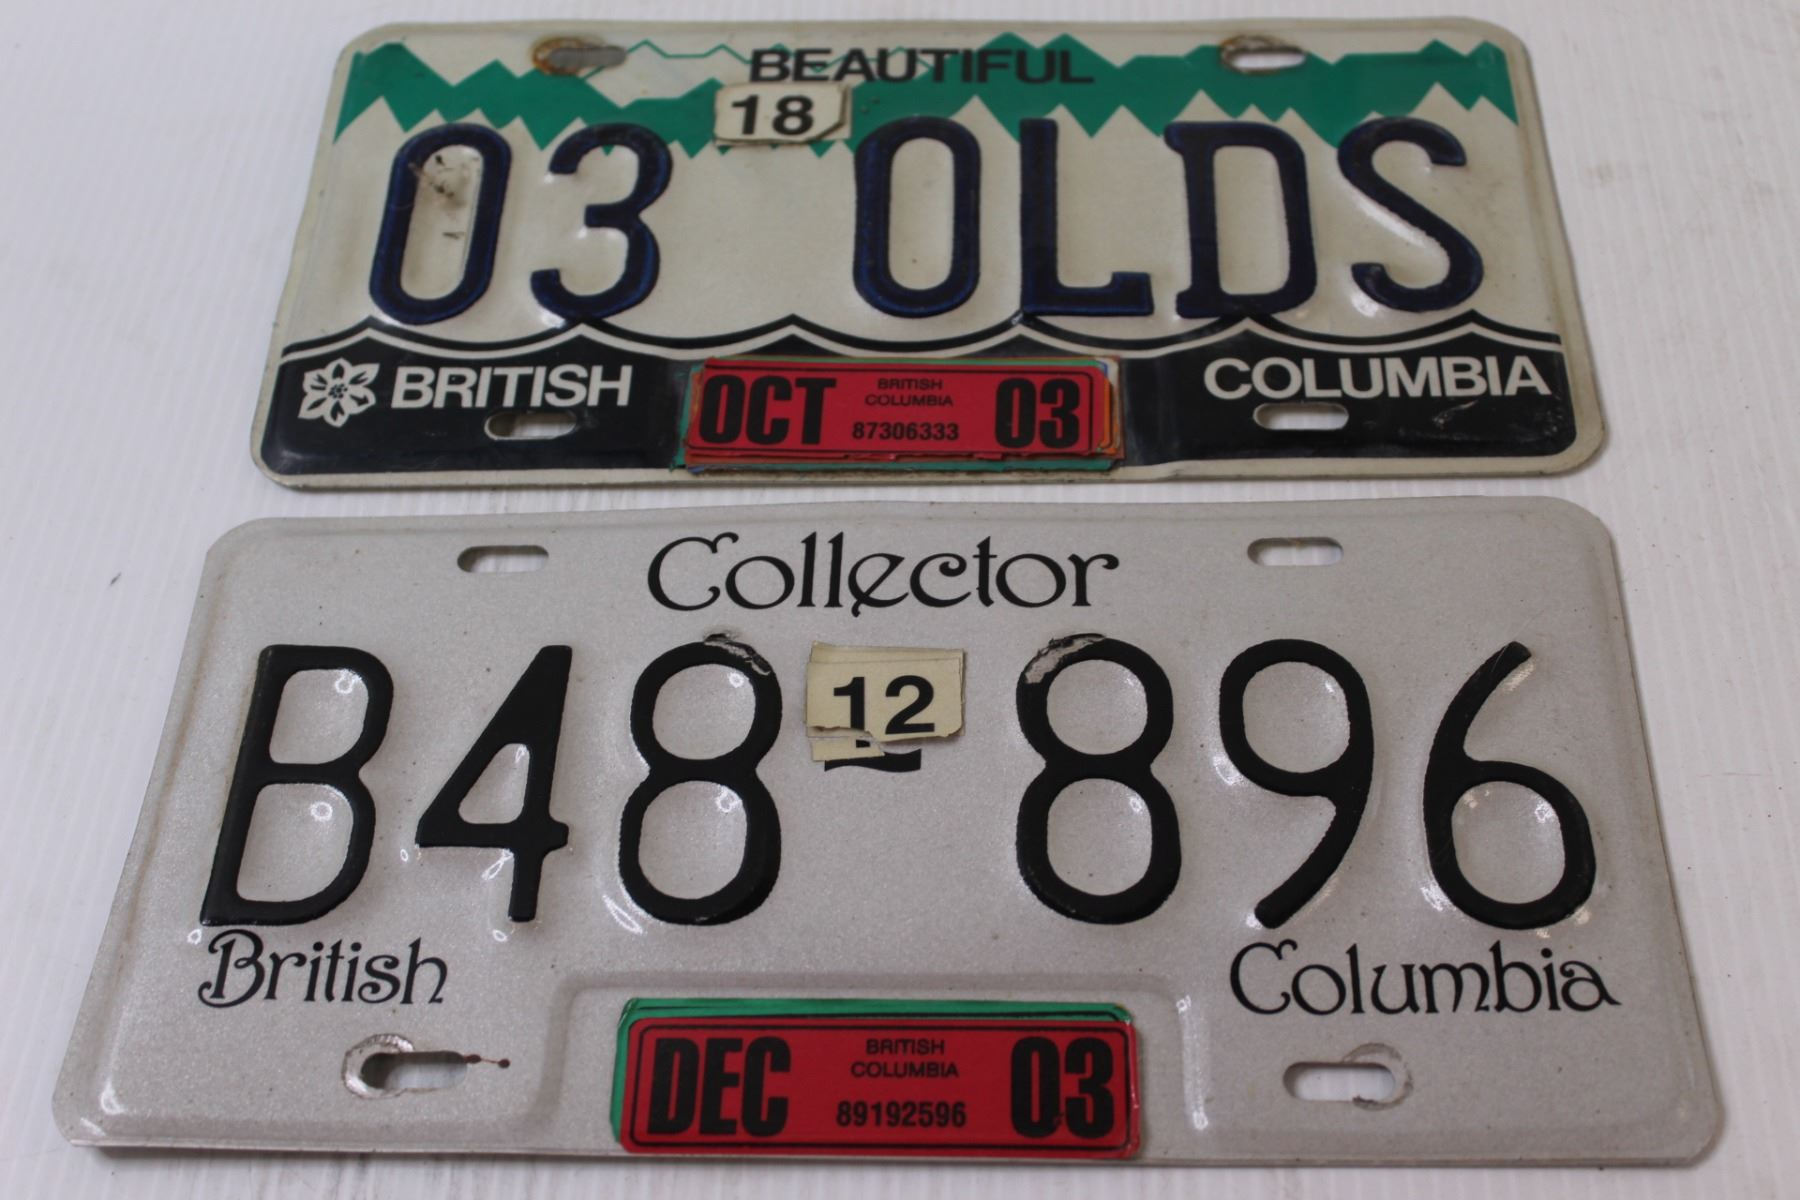 BEAUTIFUL
18
03 OLDS
BRITISH COLUMBIA
OCT BRITISH COLUMBIA 87306333 03
Collector
B48 896
12
British Columbia
DEC BRITISH COLUMBIA 89192596 03